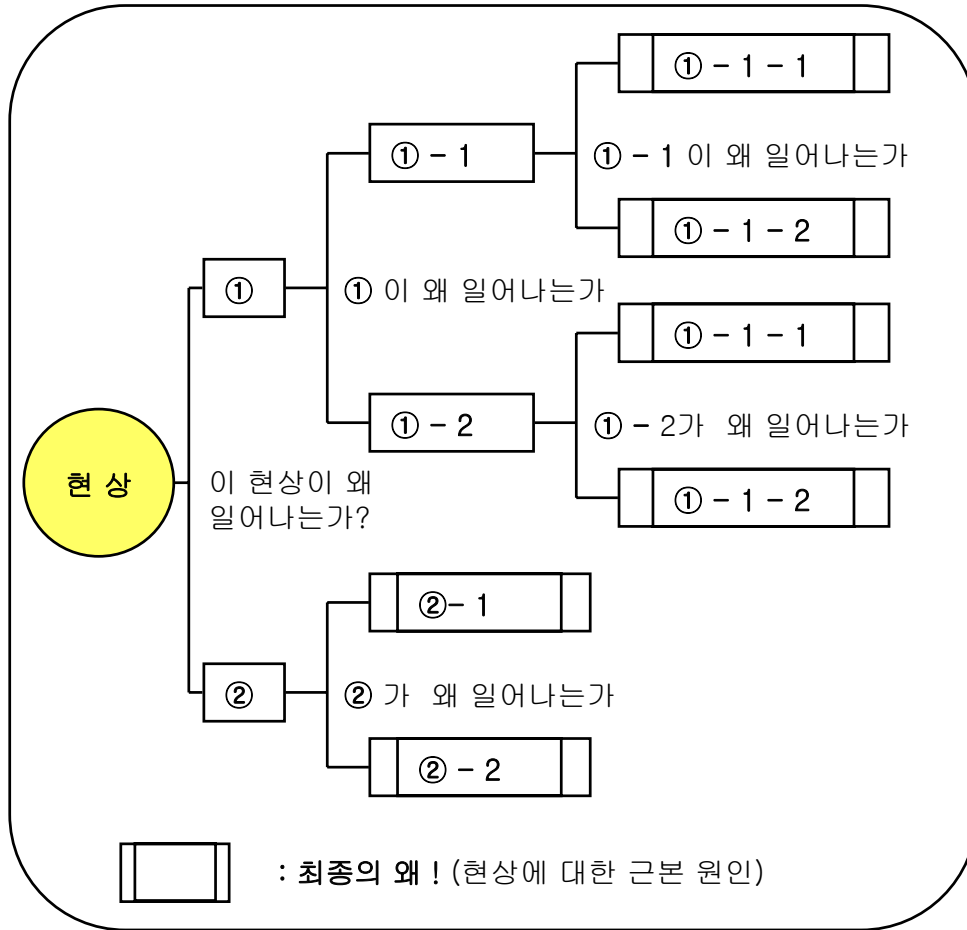 ① - 1 - 1
① - 1
① - 1 이 왜 일어나는가
① - 1 - 2
①
① 이 왜 일어나는가
① - 1 - 1
① - 2
① - 2가 왜 일어나는가
현 상
이 현상이 왜
일어나는가?
① - 1 - 2
②- 1
②
② 가 왜 일어나는가
② - 2
: 최종의 왜 ! (현상에 대한 근본 원인)